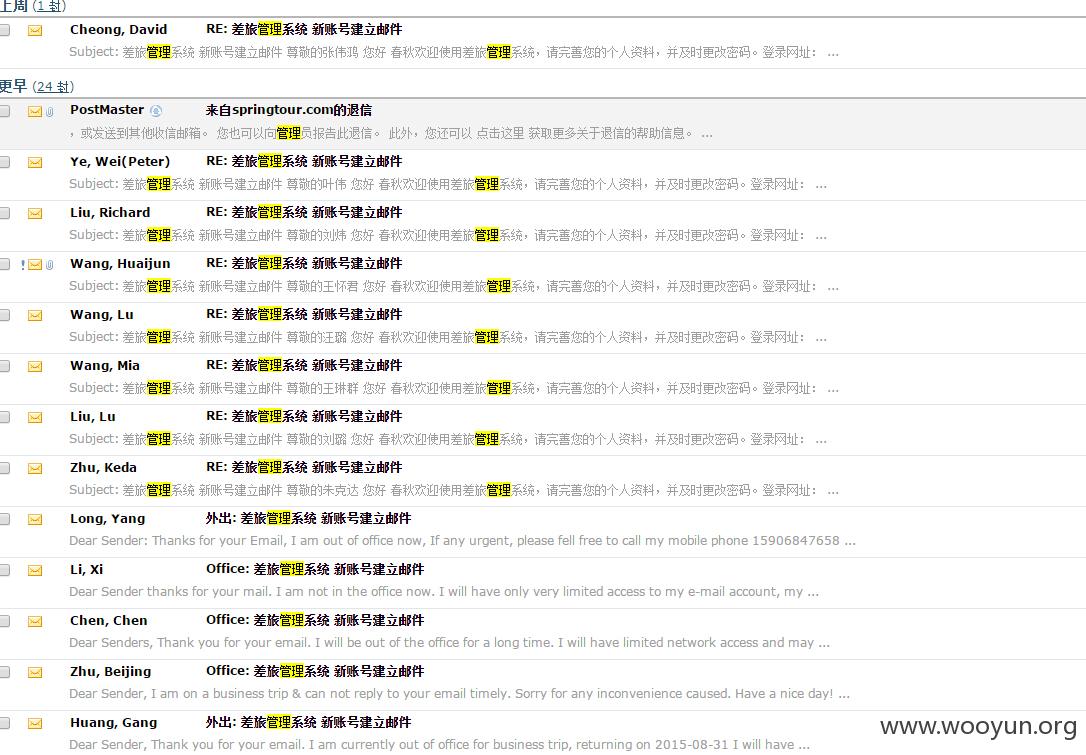 上周 (1 封)
Cheong, David RE: 差旅管理系统 新账号建立邮件
Subject: 差旅管理系统 新账号建立邮件 尊敬的张伟鸿 您好 春秋欢迎使用差旅管理系统，请完善您的个人资料，并及时更改密码。登录网址： ...
更早 (24 封)
PostMaster 来自springtour.com的退信
，或发送到其他收信邮箱。 您也可以向管理员报告此退信。 此外，您还可以 点击这里 获取更多关于退信的帮助信息。 ...
Ye, Wei(Peter) RE: 差旅管理系统 新账号建立邮件
Subject: 差旅管理系统 新账号建立邮件 尊敬的叶伟 您好 春秋欢迎使用差旅管理系统，请完善您的个人资料，并及时更改密码。登录网址： ...
Liu, Richard RE: 差旅管理系统 新账号建立邮件
Subject: 差旅管理系统 新账号建立邮件 尊敬的刘炜 您好 春秋欢迎使用差旅管理系统，请完善您的个人资料，并及时更改密码。登录网址： ...
Wang, Huaijun RE: 差旅管理系统 新账号建立邮件
Subject: 差旅管理系统 新账号建立邮件 尊敬的王怀君 您好 春秋欢迎使用差旅管理系统，请完善您的个人资料，并及时更改密码。登录网址： ...
Wang, Lu RE: 差旅管理系统 新账号建立邮件
Subject: 差旅管理系统 新账号建立邮件 尊敬的汪璐 您好 春秋欢迎使用差旅管理系统，请完善您的个人资料，并及时更改密码。登录网址： ...
Wang, Mia RE: 差旅管理系统 新账号建立邮件
Subject: 差旅管理系统 新账号建立邮件 尊敬的王琳群 您好 春秋欢迎使用差旅管理系统，请完善您的个人资料，并及时更改密码。登录网址： ...
Liu, Lu RE: 差旅管理系统 新账号建立邮件
Subject: 差旅管理系统 新账号建立邮件 尊敬的刘璐 您好 春秋欢迎使用差旅管理系统，请完善您的个人资料，并及时更改密码。登录网址： ...
Zhu, Keda RE: 差旅管理系统 新账号建立邮件
Subject: 差旅管理系统 新账号建立邮件 尊敬的朱克达 您好 春秋欢迎使用差旅管理系统，请完善您的个人资料，并及时更改密码。登录网址： ...
Long, Yang 外出: 差旅管理系统 新账号建立邮件
Dear Sender: Thanks for your Email, I am out of office now, If any urgent, please fell free to call my mobile phone 15906847658 ...
Li, Xi Office: 差旅管理系统 新账号建立邮件
Dear Sender thanks for your mail. I am not in the office now. I will have only very limited access to my e-mail account, my ...
Chen, Chen Office: 差旅管理系统 新账号建立邮件
Dear Senders, Thank you for your email. I will be out of the office for a long time. I will have limited network access and may ...
Zhu, Beijing Office: 差旅管理系统 新账号建立邮件
Dear Sender, I am on a business trip & can not reply to your email timely. Sorry for any inconvenience caused. Have a nice day! ...
Huang, Gang 外出: 差旅管理系统 新账号建立邮件
Dear Sender, Thank you for your email. I am currently out of office for business trip, returning on 2015-08-31 I will have ...
www.wooyun.org